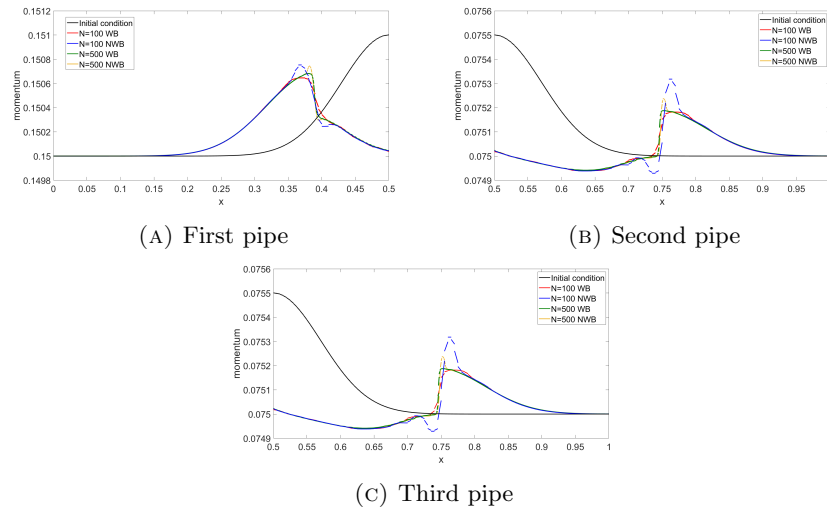 0.1512
0.151
0.1508
0.1506
0.1504
0.1502
0.15
0.1498
momentum
Initial condition
N=100 WB
N=100 NWB
N=500 WB
N=500 NWB
0 0.05 0.1 0.15 0.2 0.25 0.3 0.35 0.4 0.45 0.5
x
(A) First pipe
0.0756
0.0755
0.0754
0.0753
0.0752
0.0751
0.075
0.0749
momentum
Initial condition
N=100 WB
N=100 NWB
N=500 WB
N=500 NWB
0.5 0.55 0.6 0.65 0.7 0.75 0.8 0.85 0.9 0.95
x
(B) Second pipe
0.0756
0.0755
0.0754
0.0753
0.0752
0.0751
0.075
0.0749
momentum
Initial condition
N=100 WB
N=100 NWB
N=500 WB
N=500 NWB
0.5 0.55 0.6 0.65 0.7 0.75 0.8 0.85 0.9 0.95 1
x
(C) Third pipe